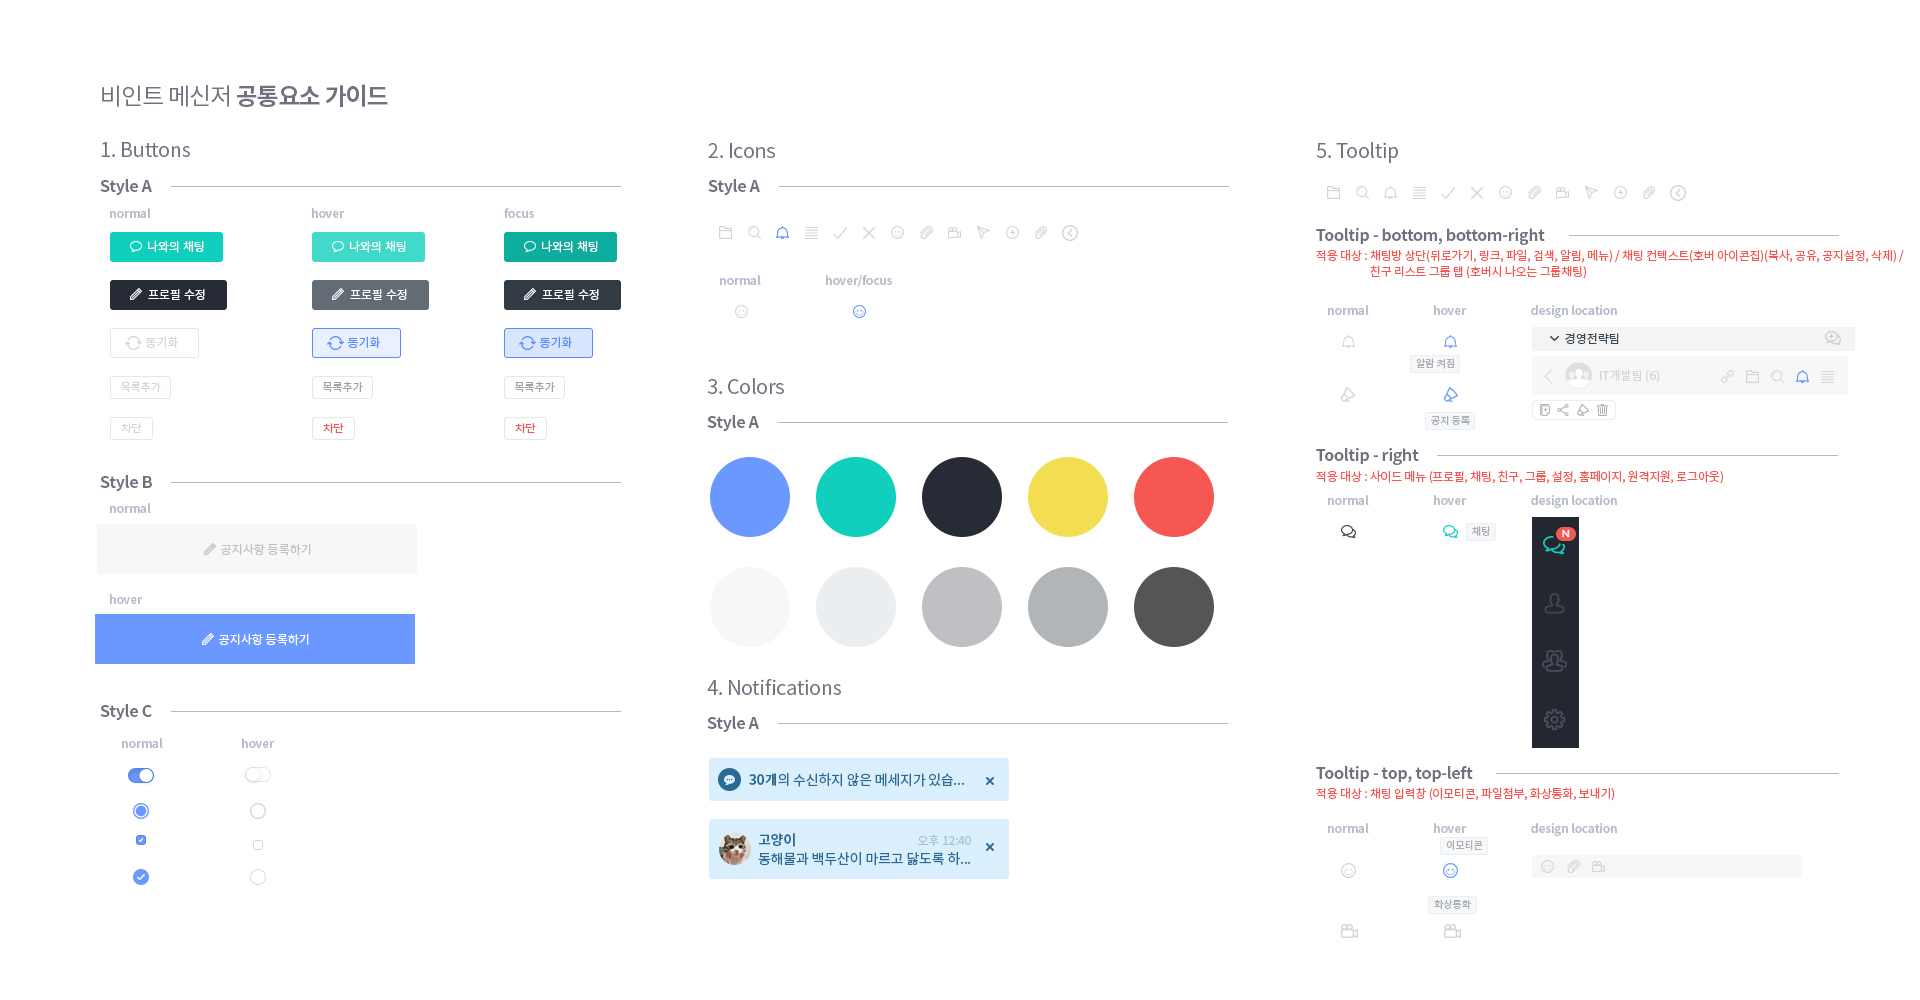 비인트 메신저 공통요소 가이드
1. Buttons
Style A
normal
hover
focus
나와의 채팅
나와의 채팅
나와의 채팅
프로필 수정
프로필 수정
프로필 수정
동기화
동기화
동기화
목록추가
목록추가
목록추가
차단
차단
차단
Style B
normal
공지사항 등록하기
hover
공지사항 등록하기
Style C
normal
hover
2. Icons
Style A
normal
hover/focus
3. Colors
Style A
4. Notifications
Style A
30개의 수신하지 않은 메세지가 있습...
고양이
오후 12:40
동해물과 백두산이 마르고 닳도록 하...
5. Tooltip
Tooltip - bottom, bottom-right
적용 대상 : 채팅방 상단(뒤로가기, 링크, 파일, 검색, 알림, 메뉴) / 채팅 컨텍스트(호버 아이콘집)(복사, 공유, 공지설정, 삭제) /
친구 리스트 그룹 탭 (호버시 나오는 그룹채팅)
normal
hover
design location
경영전략팀
알람 켜짐
IT개발팀 (6)
공지 등록
Tooltip - right
적용 대상 : 사이드 메뉴 (프로필, 채팅, 친구, 그룹, 설정, 홈페이지, 원격지원, 로그아웃)
normal
hover
design location
채팅
N
Tooltip - top, top-left
적용 대상 : 채팅 입력창 (이모티콘, 파일첨부, 화상통화, 보내기)
normal
hover
design location
이모티콘
화상통화